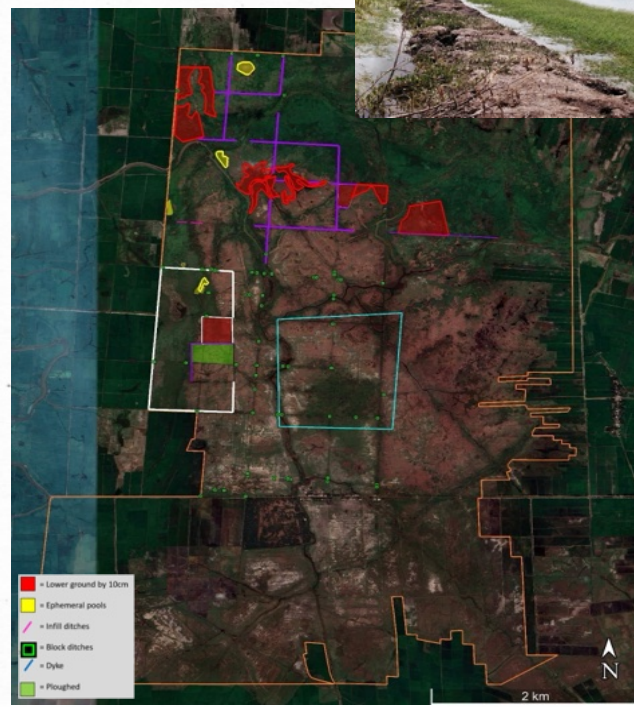 = Lower ground by 10cm
= Ephemeral pools
= Infill ditches
= Block ditches
= Dyke
= Ploughed
N
2 km